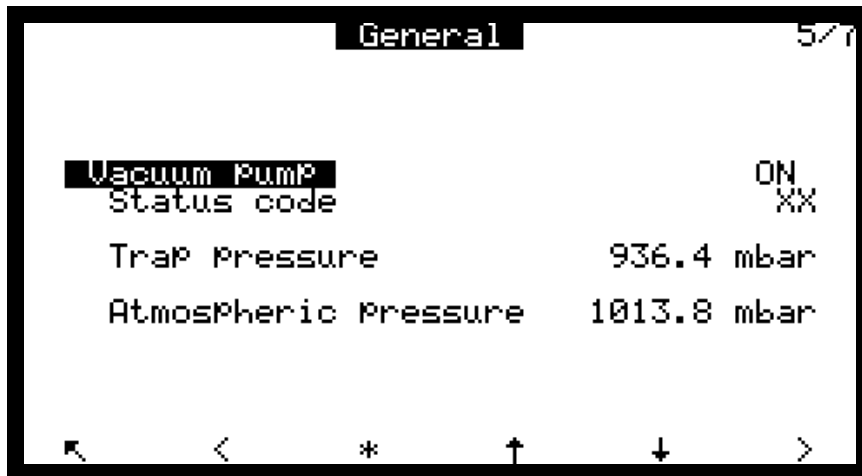 General 5/7
Vacuum pump ON
Status code XX
Trap pressure 936.4 mbar
Atmospheric pressure 1013.8 mbar
↖ < * ↑ ↓ >